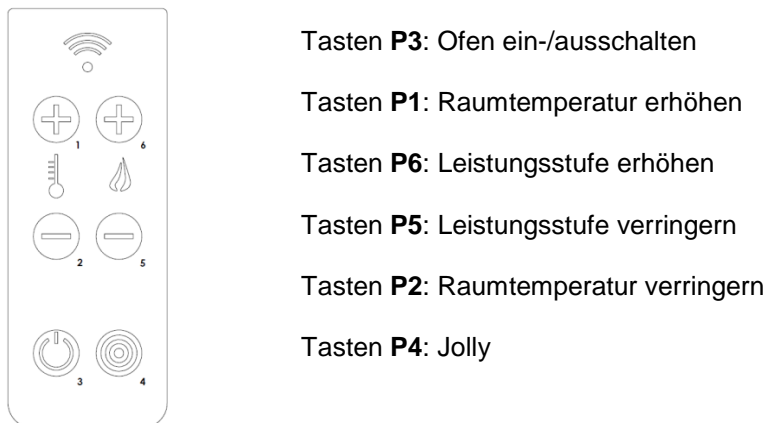 Tasten P3: Ofen ein-/ausschalten
Tasten P1: Raumtemperatur erhöhen
Tasten P6: Leistungsstufe erhöhen
Tasten P5: Leistungsstufe verringern
Tasten P2: Raumtemperatur verringern
Tasten P4: Jolly
1 6
2 5
3 4